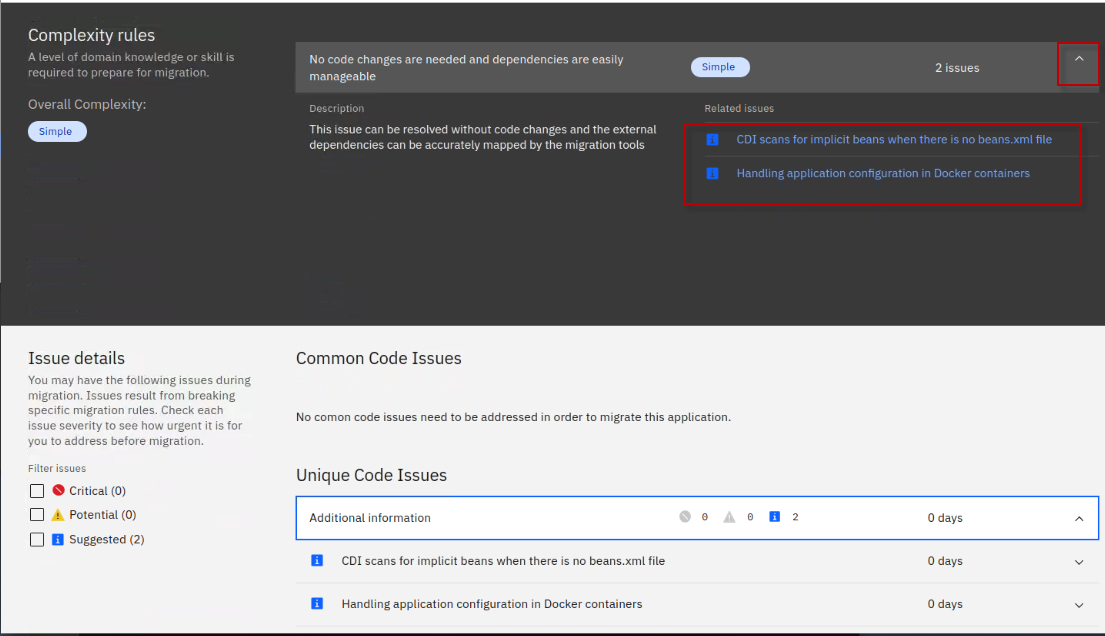 Complexity rules
A level of domain knowledge or skill is
required to prepare for migration.
Overall Complexity:
Simple
No code changes are needed and dependencies are easily
manageable
Simple
2 issues
Description
This issue can be resolved without code changes and the external
dependencies can be accurately mapped by the migration tools
Related issues
CDI scans for implicit beans when there is no beans.xml file
Handling application configuration in Docker containers
Issue details
You may have the following issues during
migration. Issues result from breaking
specific migration rules. Check each
issue severity to see how urgent it is for
you to address before migration.
Filter issues
Critical (0)
Potential (0)
Suggested (2)
Common Code Issues
No comon code issues need to be addressed in order to migrate this application.
Unique Code Issues
Additional information 0 0 2 0 days
CDI scans for implicit beans when there is no beans.xml file 0 days
Handling application configuration in Docker containers 0 days